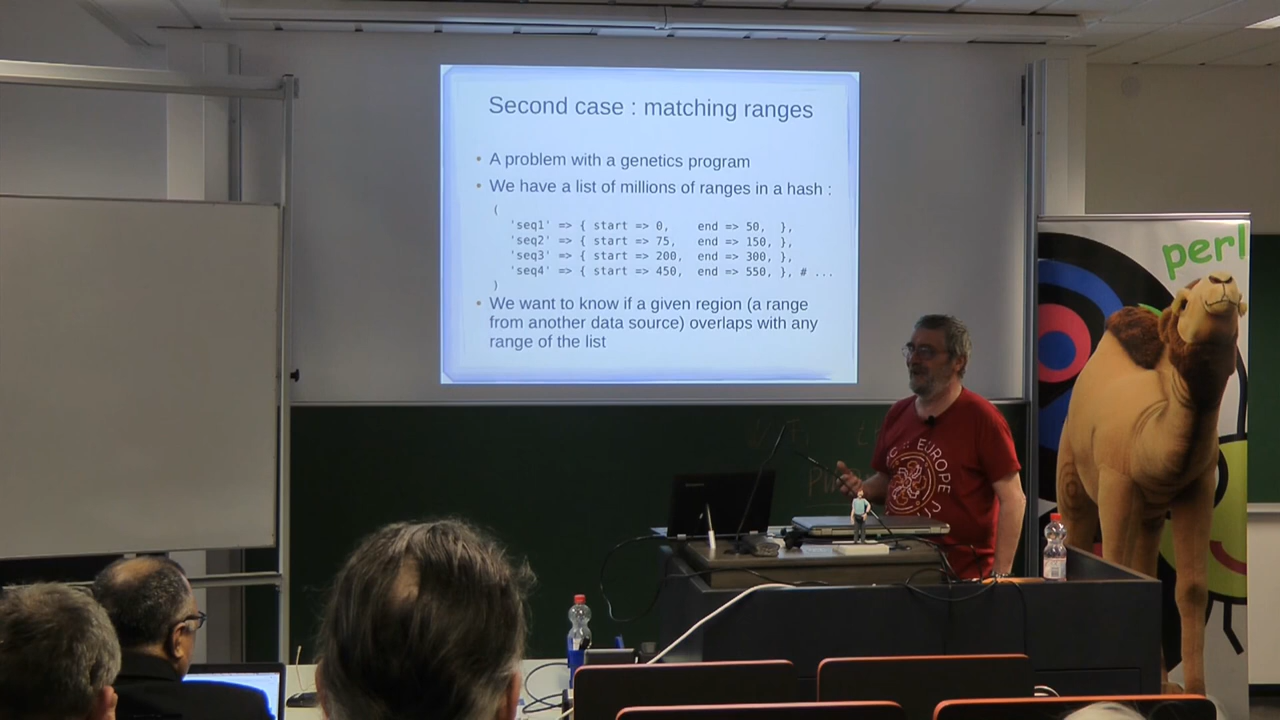 Second case : matching ranges
• A problem with a genetics program
• We have a list of millions of ranges in a hash :
(
'seq1' => { start => 0, end => 50, },
'seq2' => { start => 75, end => 150, },
'seq3' => { start => 200, end => 300, },
'seq4' => { start => 450, end => 550, }, # ...
)
• We want to know if a given region (a range
from another data source) overlaps with any
range of the list
perl
EUROPE